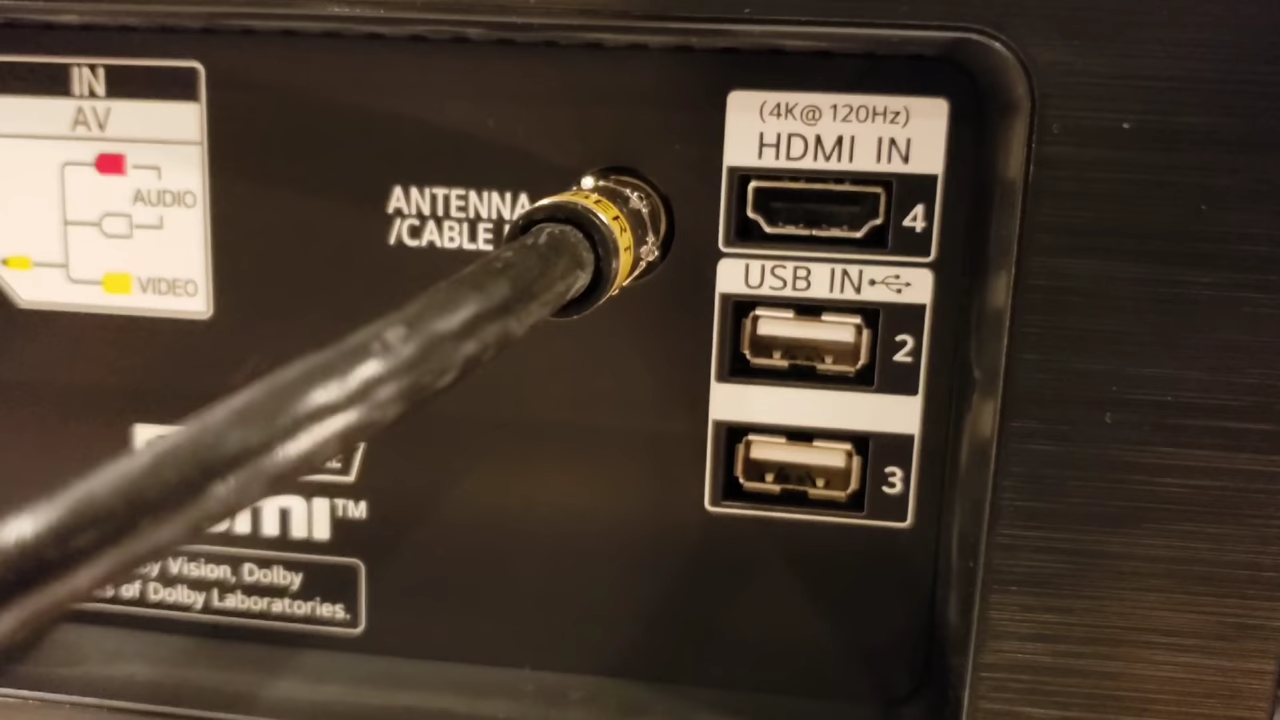 IN
AV
AUDIO
VIDEO
ANTENNA
/CABLE
(4K@ 120Hz)
HDMI IN
4
USB IN
2
3
TM
Vision, Dolby
of Dolby Laboratories.